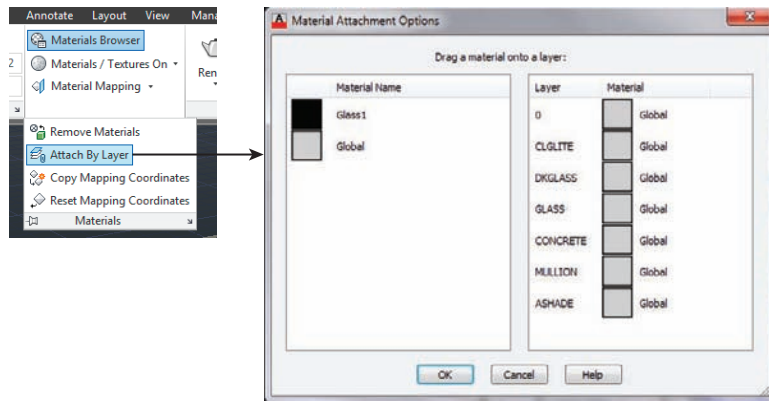 Annotate Layout View Mana
Materials Browser
2 Materials / Textures On
Ren
Material Mapping
Remove Materials
Attach By Layer
Copy Mapping Coordinates
Reset Mapping Coordinates
Materials
Material Attachment Options
Drag a material onto a layer:
Material Name
Glass1
Global
Layer Material
0 Global
CLGLITE Global
DKGLASS Global
GLASS Global
CONCRETE Global
MULLION Global
ASHADE Global
OK Cancel Help